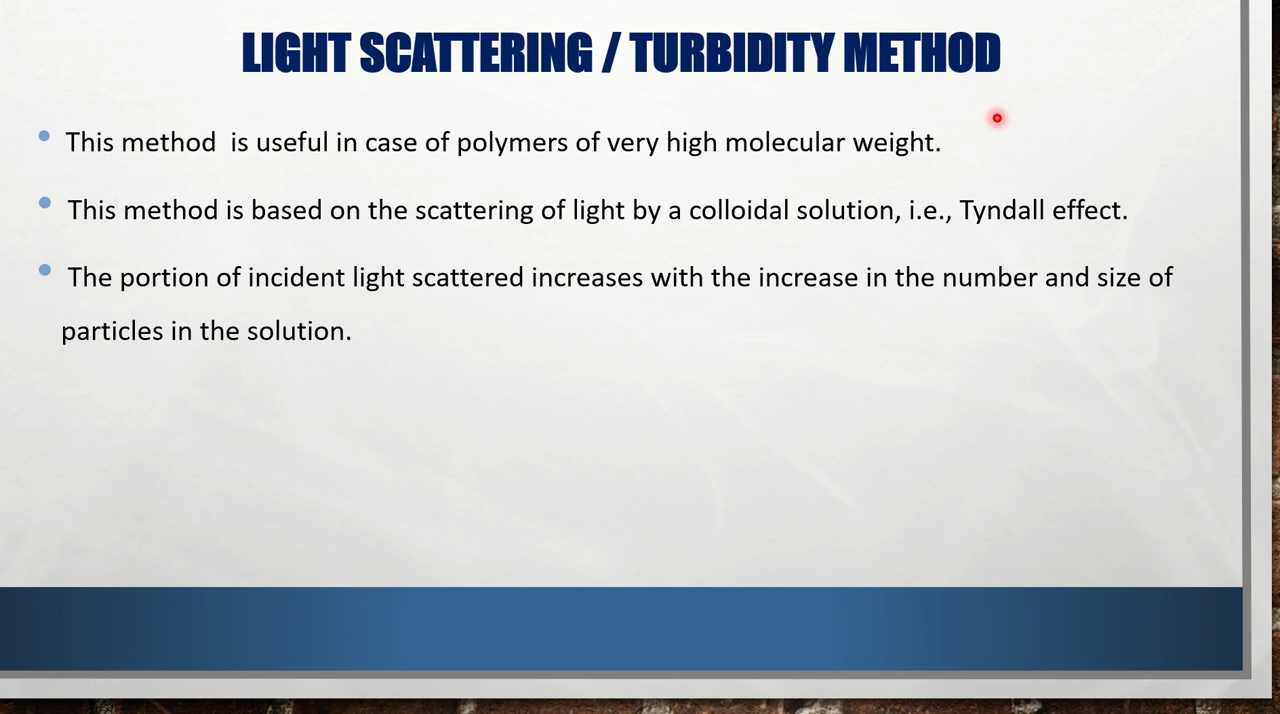 LIGHT SCATTERING / TURBIDITY METHOD
• This method is useful in case of polymers of very high molecular weight.
• This method is based on the scattering of light by a colloidal solution, i.e., Tyndall effect.
• The portion of incident light scattered increases with the increase in the number and size of
particles in the solution.